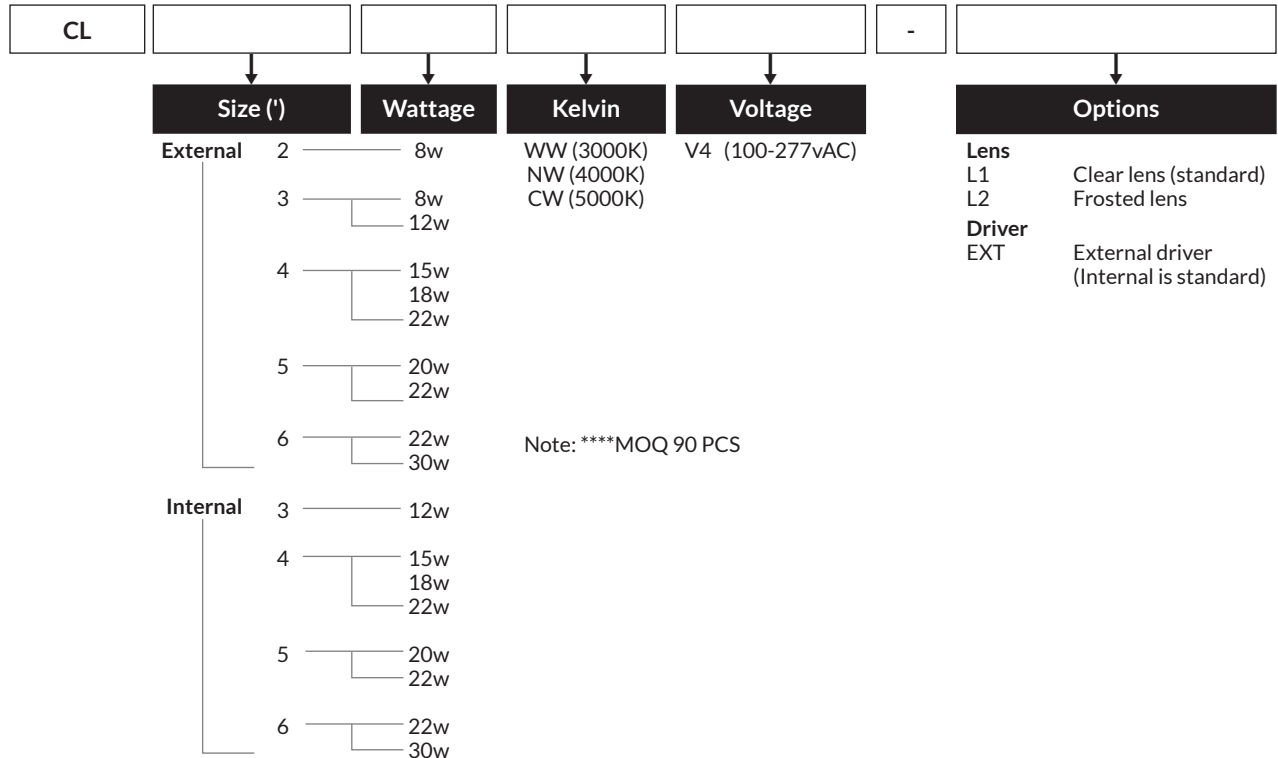 CL -
Size (') Wattage Kelvin Voltage Options
External 2 8w WW (3000K) V4 (100-277vAC) Lens
NW (4000K) L1 Clear lens (standard)
3 8w CW (5000K) L2 Frosted lens
12w Driver
EXT External driver
4 15w (Internal is standard)
18w
22w
5 20w
22w
6 22w Note: ****MOQ 90 PCS
30w
Internal 3 12w
4 15w
18w
22w
5 20w
22w
6 22w
30w